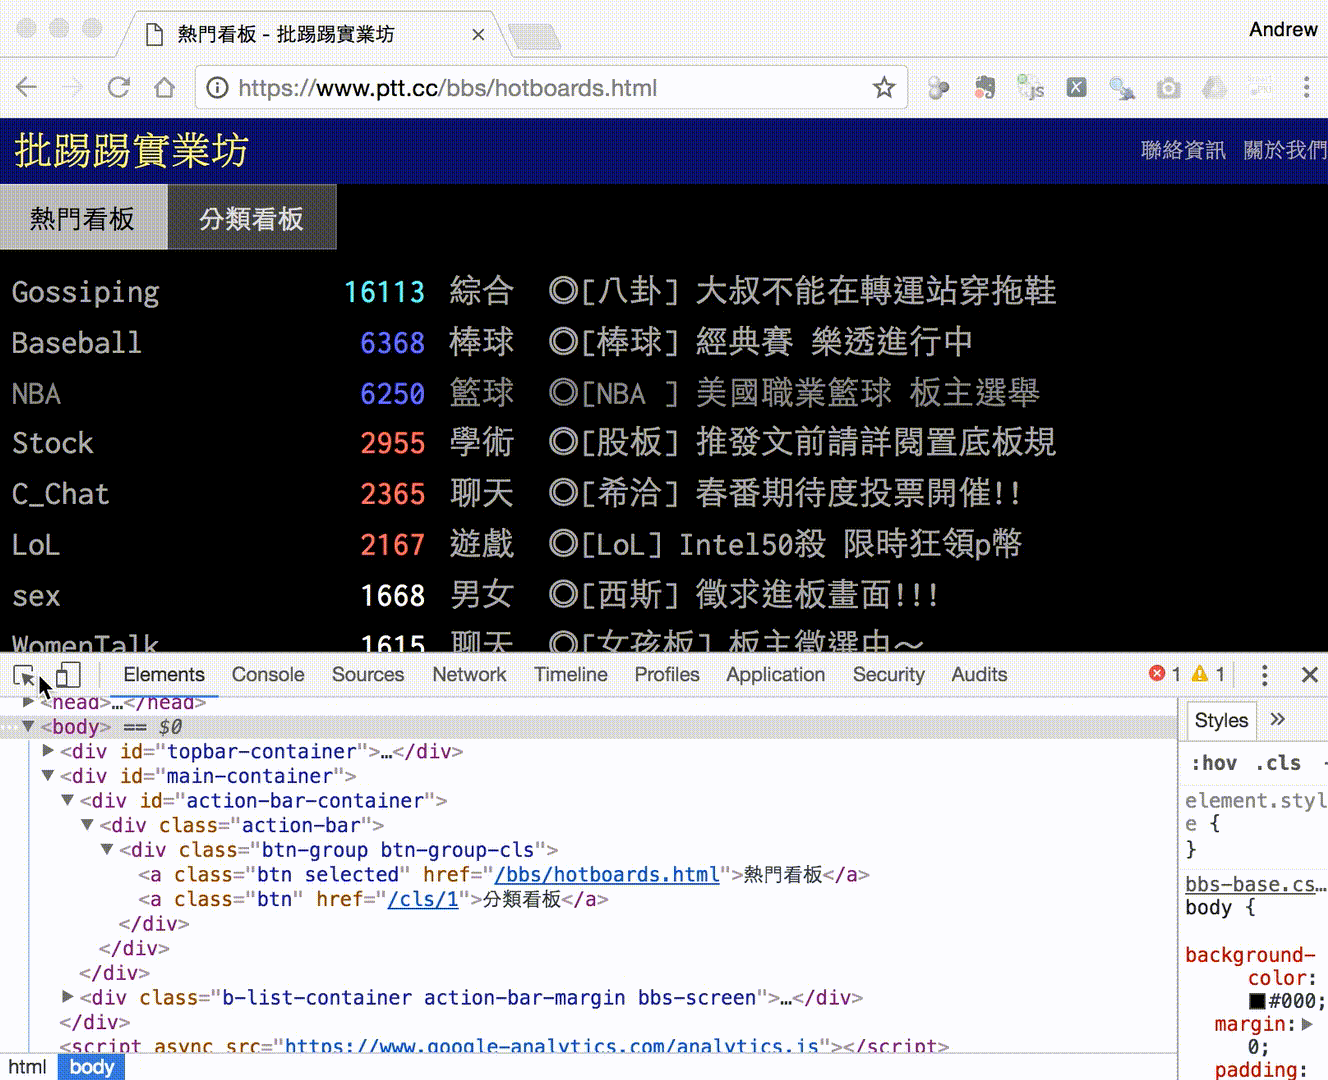 熱門看板 - 批踢踢實業坊
Andrew
https://www.ptt.cc/bbs/hotboards.html
批踢踢實業坊
聯絡資訊 關於我們
熱門看板 分類看板
Gossiping 16113 綜合 ◎[八卦] 大叔不能在轉運站穿拖鞋
Baseball 6368 棒球 ◎[棒球] 經典賽 樂透進行中
NBA 6250 籃球 ◎[NBA ] 美國職業籃球 板主選舉
Stock 2955 學術 ◎[股板] 推發文前請詳閱置底板規
C_Chat 2365 聊天 ◎[希洽] 春番期待度投票開催!!
LoL 2167 遊戲 ◎[LoL] Intel50殺 限時狂領p幣
sex 1668 男女 ◎[西斯] 徵求進板畫面!!!
WomenTalk 1615 聊天 ◎[女孩板] 板主徵選中～
Elements Console Sources Network Timeline Profiles Application Security Audits 1 1
<head>…</head>
<body> == $0
<div id="topbar-container">…</div>
<div id="main-container">
<div id="action-bar-container">
<div class="action-bar">
<div class="btn-group btn-group-cls">
<a class="btn selected" href="/bbs/hotboards.html">熱門看板</a>
<a class="btn" href="/cls/1">分類看板</a>
</div>
</div>
</div>
<div class="b-list-container action-bar-margin bbs-screen">…</div>
</div>
<script async src="https://www.google-analytics.com/analytics.js"></script>
html body
Styles »
:hov .cls
element.styl
e {
}
bbs-base.cs…
body {
background-
color:
#000;
margin:
0;
padding: